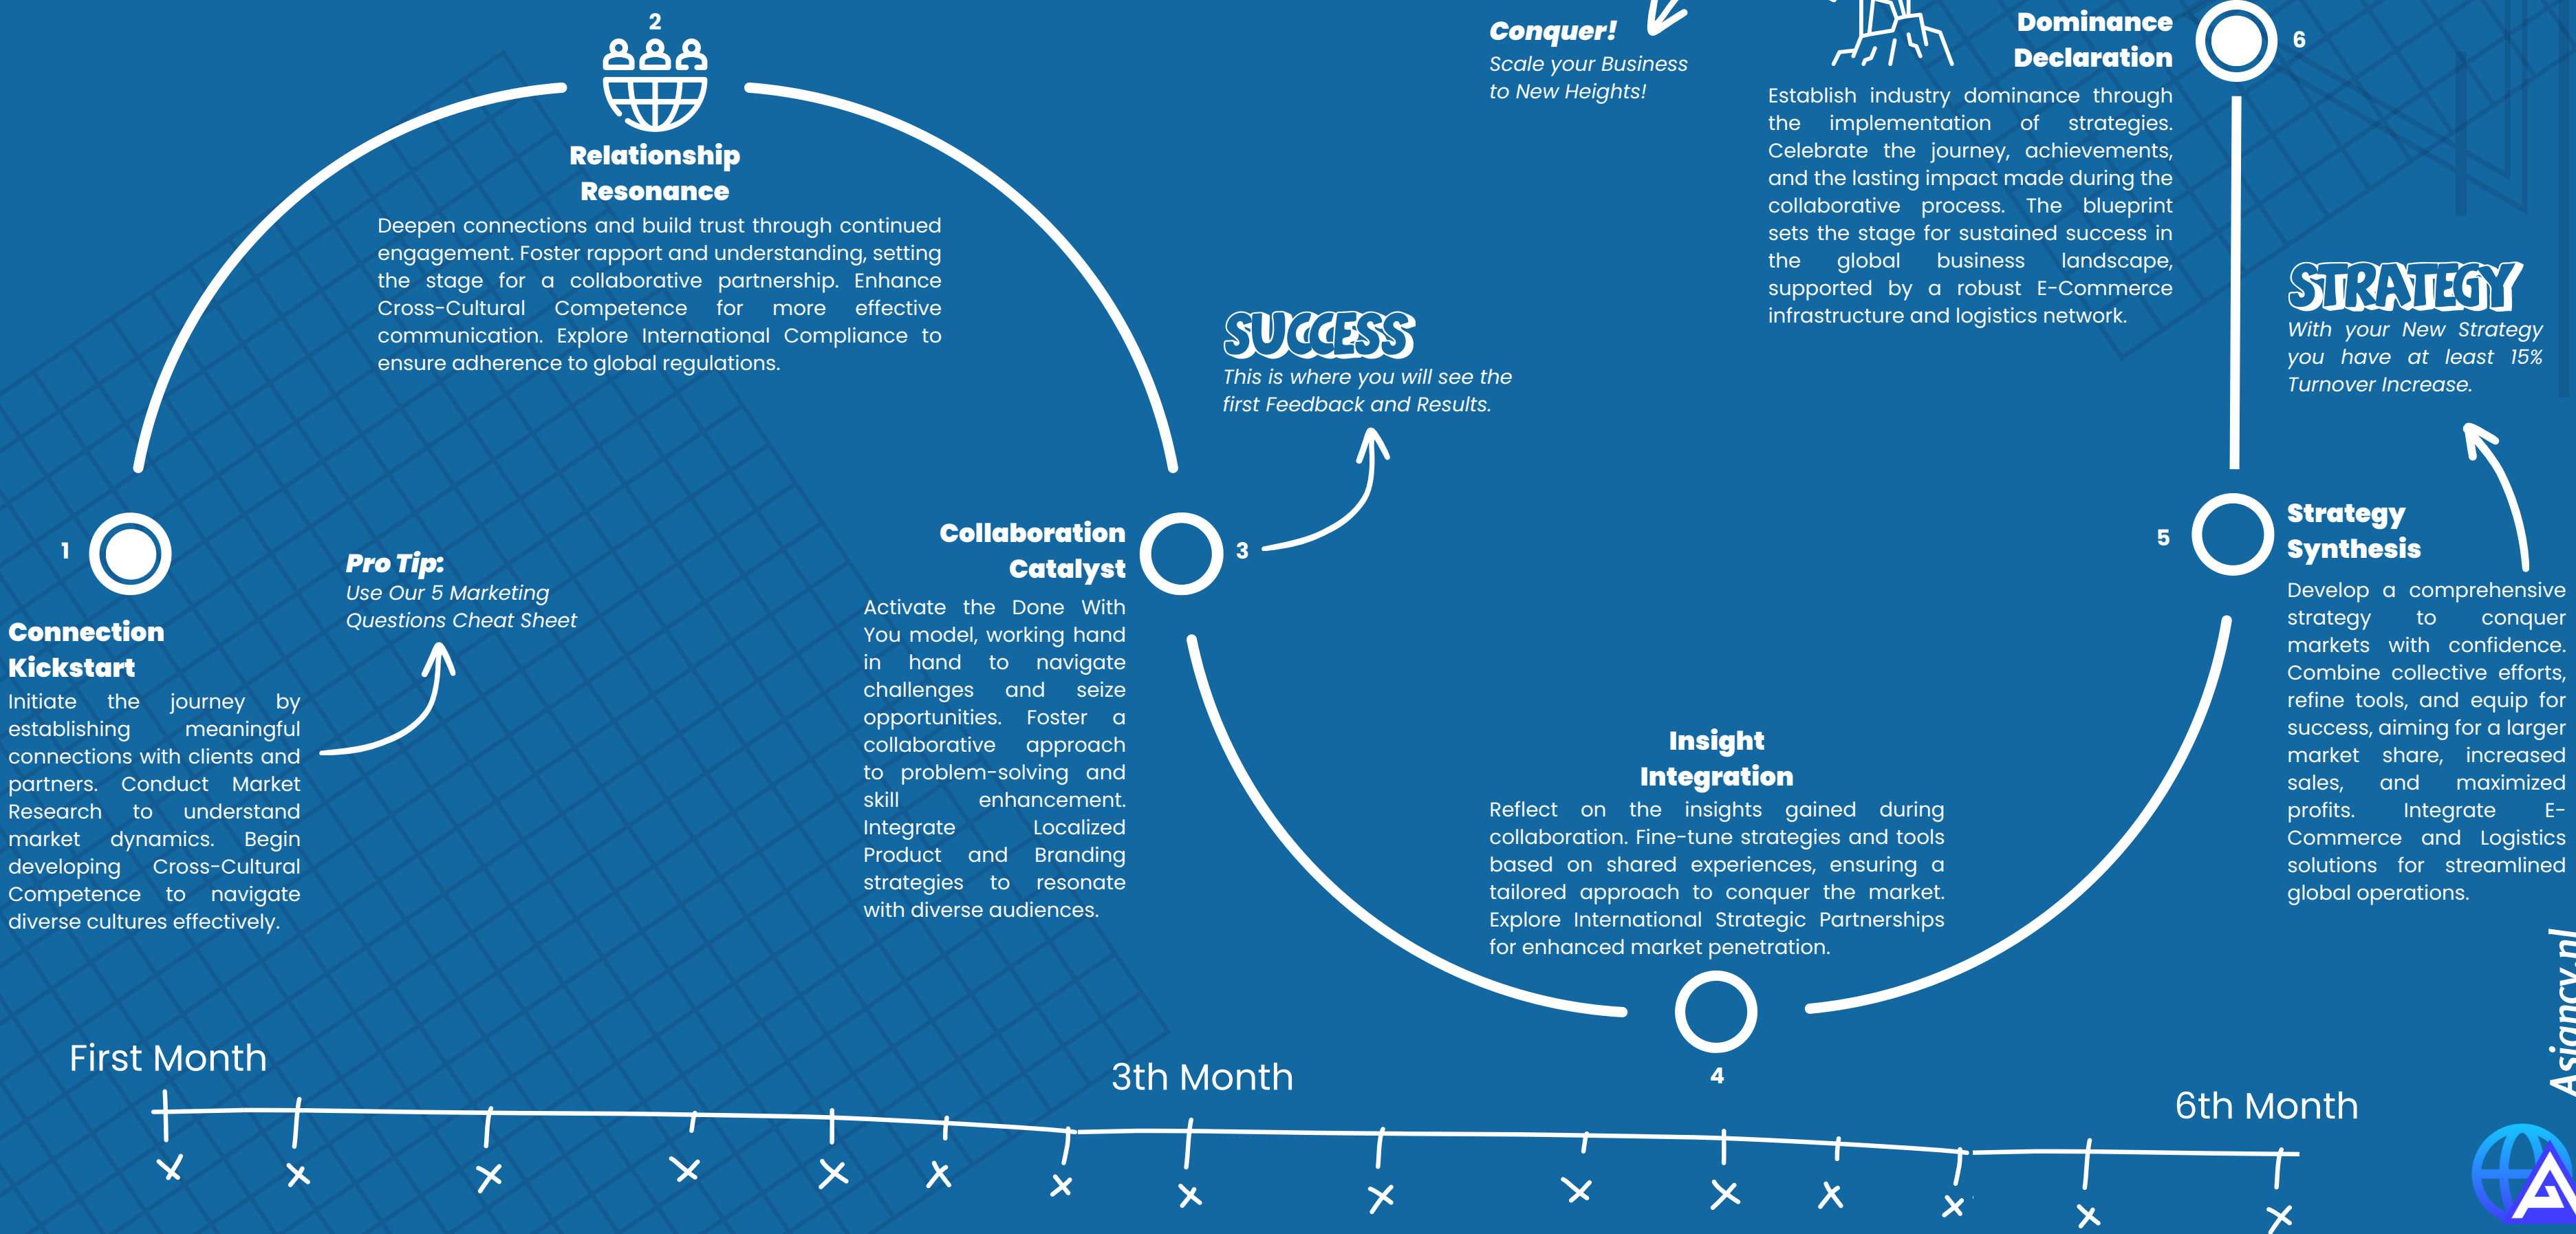 2
Relationship
Resonance
Deepen connections and build trust through continued
engagement. Foster rapport and understanding, setting
the stage for a collaborative partnership. Enhance
Cross-Cultural Competence for more effective
communication. Explore International Compliance to
ensure adherence to global regulations.
Conquer!
Scale your Business
to New Heights!
Dominance
Declaration
6
Establish industry dominance through
the implementation of strategies.
Celebrate the journey, achievements,
and the lasting impact made during the
collaborative process. The blueprint
sets the stage for sustained success in
the global business landscape,
supported by a robust E-Commerce
infrastructure and logistics network.
STRATEGY
With your New Strategy
you have at least 15%
Turnover Increase.
SUCCESS
This is where you will see the
first Feedback and Results.
1
Connection
Kickstart
Initiate the journey by
establishing meaningful
connections with clients and
partners. Conduct Market
Research to understand
market dynamics. Begin
developing Cross-Cultural
Competence to navigate
diverse cultures effectively.
Pro Tip:
Use Our 5 Marketing
Questions Cheat Sheet
Collaboration
Catalyst
3
Activate the Done With
You model, working hand
in hand to navigate
challenges and seize
opportunities. Foster a
collaborative approach
to problem-solving and
skill enhancement.
Integrate Localized
Product and Branding
strategies to resonate
with diverse audiences.
Insight
Integration
Reflect on the insights gained during
collaboration. Fine-tune strategies and tools
based on shared experiences, ensuring a
tailored approach to conquer the market.
Explore International Strategic Partnerships
for enhanced market penetration.
4
5
Strategy
Synthesis
Develop a comprehensive
strategy to conquer
markets with confidence.
Combine collective efforts,
refine tools, and equip for
success, aiming for a larger
market share, increased
sales, and maximized
profits. Integrate E-
Commerce and Logistics
solutions for streamlined
global operations.
Asiancy.nl
First Month
3th Month
6th Month